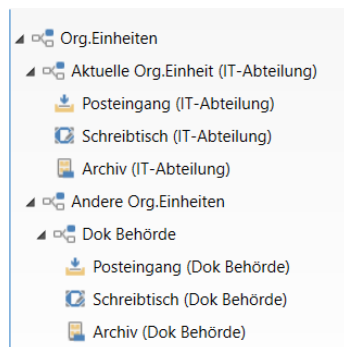 Org.Einheiten
Aktuelle Org.Einheit (IT-Abteilung)
Posteingang (IT-Abteilung)
Schreibtisch (IT-Abteilung)
Archiv (IT-Abteilung)
Andere Org.Einheiten
Dok Behörde
Posteingang (Dok Behörde)
Schreibtisch (Dok Behörde)
Archiv (Dok Behörde)